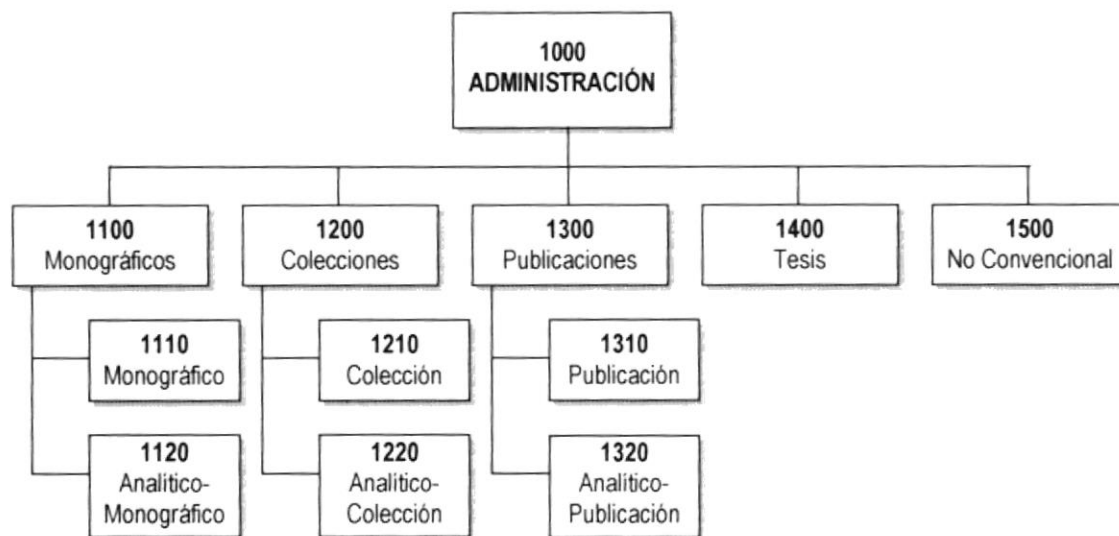 1000
ADMINISTRACIÓN
1100
Monográficos
1200
Colecciones
1300
Publicaciones
1400
Tesis
1500
No Convencional
1110
Monográfico
1210
Colección
1310
Publicación
1120
Analítico-
Monográfico
1220
Analítico-
Colección
1320
Analítico-
Publicación